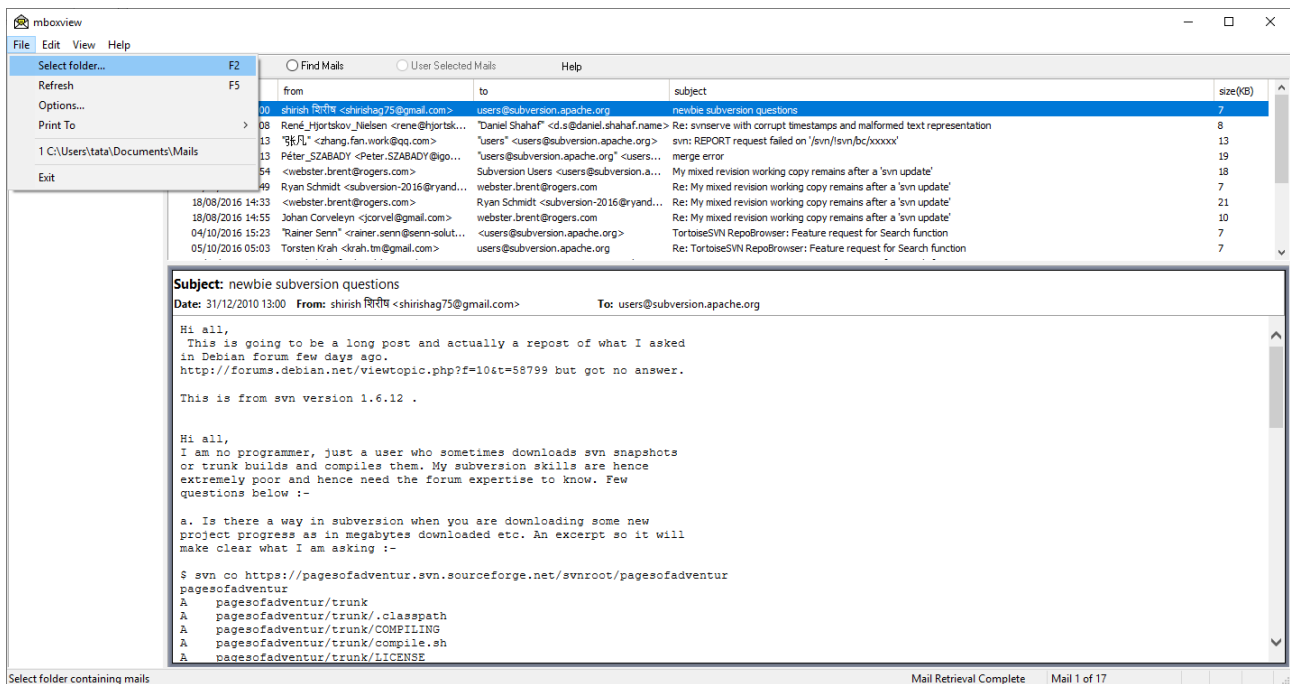 mboxview
File Edit View Help
Select folder... F2
Refresh F5
Options... 
Print To
1 C:\Users\tata\Documents\Mails
Exit
Find Mails User Selected Mails Help
from to subject size(KB)
00 shirish शिरीष <shirishag75@gmail.com> users@subversion.apache.org newbie subversion questions 7
08 René_Hjortskov_Nielsen <rene@hjortsk... "Daniel Shahaf" <d.s@daniel.shahaf.name> Re: svnserve with corrupt timestamps and malformed text representation 8
13 "张凡" <zhang.fan.work@qq.com> "users" <users@subversion.apache.org> svn: REPORT request failed on '/svn/!svn/bc/xxxxx' 13
13 Péter_SZABADY <Peter.SZABADY@igo... "users@subversion.apache.org" <users... merge error 19
54 <webster.brent@rogers.com> Subversion Users <users@subversion.a... My mixed revision working copy remains after a 'svn update' 18
49 Ryan Schmidt <subversion-2016@ryand... webster.brent@rogers.com Re: My mixed revision working copy remains after a 'svn update' 7
18/08/2016 14:33 <webster.brent@rogers.com> Ryan Schmidt <subversion-2016@ryand... Re: My mixed revision working copy remains after a 'svn update' 21
18/08/2016 14:55 Johan Corveleyn <jcorvel@gmail.com> webster.brent@rogers.com Re: My mixed revision working copy remains after a 'svn update' 10
04/10/2016 15:23 "Rainer Senn" <rainer.senn@senn-solut... <users@subversion.apache.org> TortoiseSVN RepoBrowser: Feature request for Search function 7
05/10/2016 05:03 Torsten Krah <krah.tm@gmail.com> users@subversion.apache.org Re: TortoiseSVN RepoBrowser: Feature request for Search function 7
Subject: newbie subversion questions
Date: 31/12/2010 13:00 From: shirish शिरीष <shirishag75@gmail.com> To: users@subversion.apache.org
Hi all,
This is going to be a long post and actually a repost of what I asked
in Debian forum few days ago.
http://forums.debian.net/viewtopic.php?f=10&t=58799 but got no answer.
This is from svn version 1.6.12 .
Hi all,
I am no programmer, just a user who sometimes downloads svn snapshots
or trunk builds and compiles them. My subversion skills are hence
extremely poor and hence need the forum expertise to know. Few
questions below :-
a. Is there a way in subversion when you are downloading some new
project progress as in megabytes downloaded etc. An excerpt so it will
make clear what I am asking :-
$ svn co https://pagesofadventur.svn.sourceforge.net/svnroot/pagesofadventur
pagesofadventur
A pagesofadventur/trunk
A pagesofadventur/trunk/.classpath
A pagesofadventur/trunk/COMPILING
A pagesofadventur/trunk/compile.sh
A pagesofadventur/trunk/LICENSE
Select folder containing mails Mail Retrieval Complete Mail 1 of 17